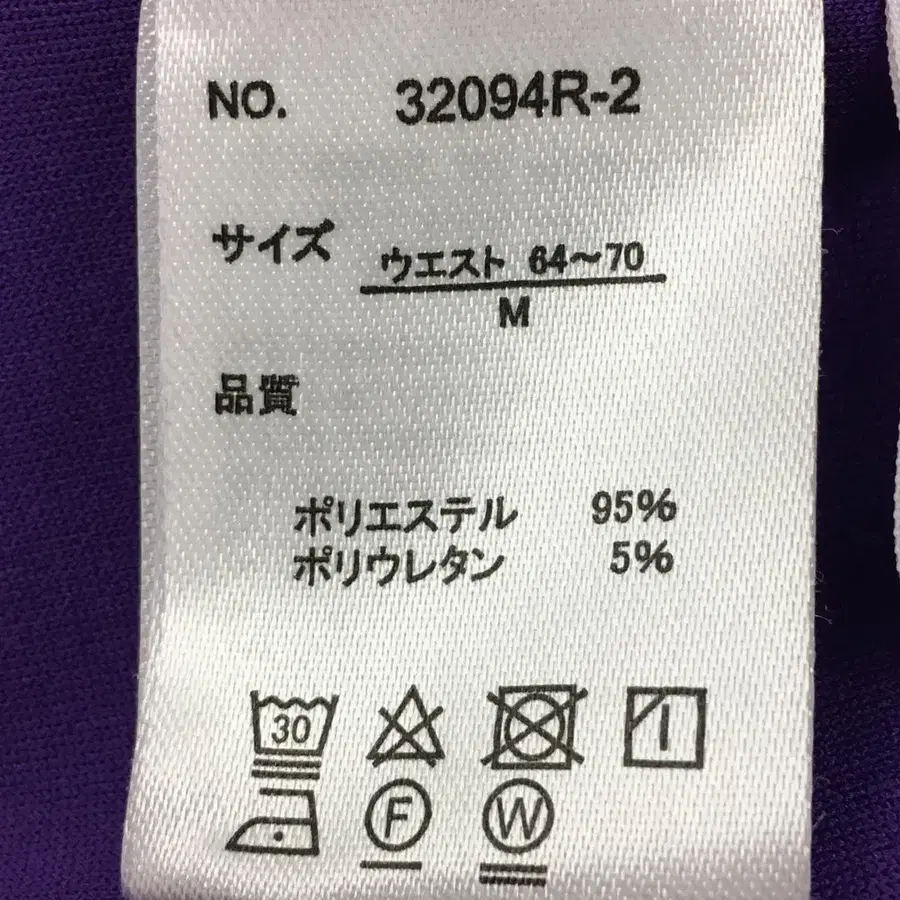 NO. 32094R-2
サイズ ウエスト 64～70
M
品質
ポリエステル 95%
ポリウレタン 5%
30
F W